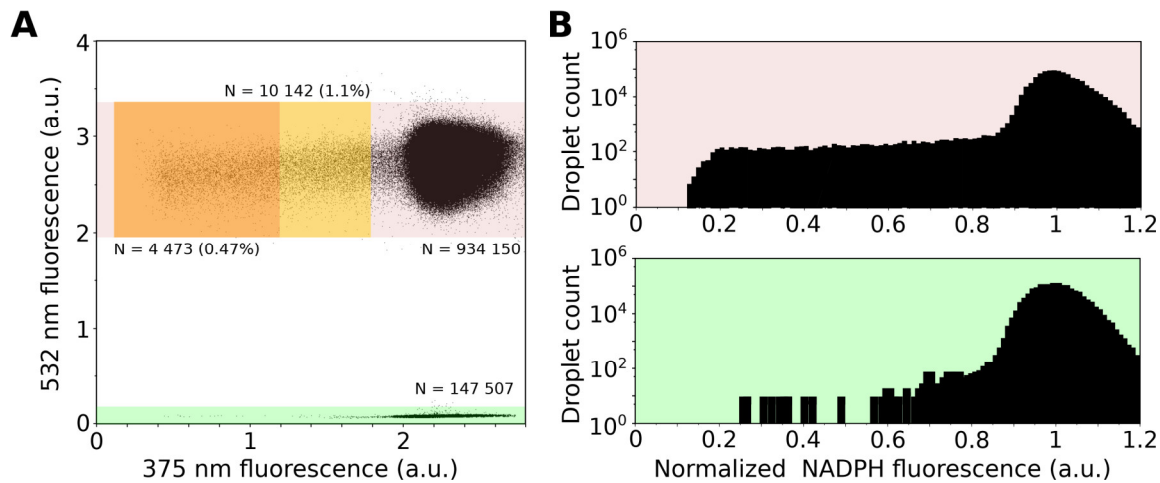 A
532 nm fluorescence (a.u.)
4
3
2
1
0
N = 10 142 (1.1%)
N = 4 473 (0.47%)
N = 934 150
N = 147 507
0
1
2
375 nm fluorescence (a.u.)
B
Droplet count
10^6
10^4
10^2
10^0
0
0.2
0.4
0.6
0.8
1
1.2
Droplet count
10^6
10^4
10^2
10^0
0
0.2
0.4
0.6
0.8
1
1.2
Normalized NADPH fluorescence (a.u.)